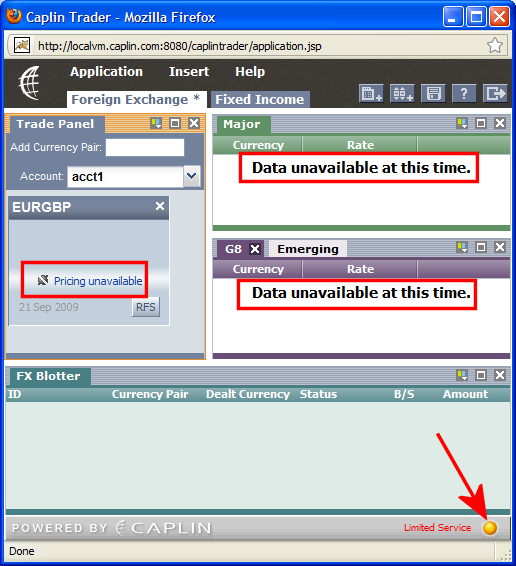 Caplin Trader - Mozilla Firefox
http://localvm.caplin.com:8080/caplintrader/application.jsp
Application Insert Help
Foreign Exchange * Fixed Income
?
Trade Panel
Add Currency Pair:
Account: acct1
EURGBP
Pricing unavailable
21 Sep 2009 RFS
Major
Currency Rate
Data unavailable at this time.
G8 Emerging
Currency Rate
Data unavailable at this time.
FX Blotter
ID Currency Pair Dealt Currency Status B/S Amount
POWERED BY CAPLIN Limited Service
Done